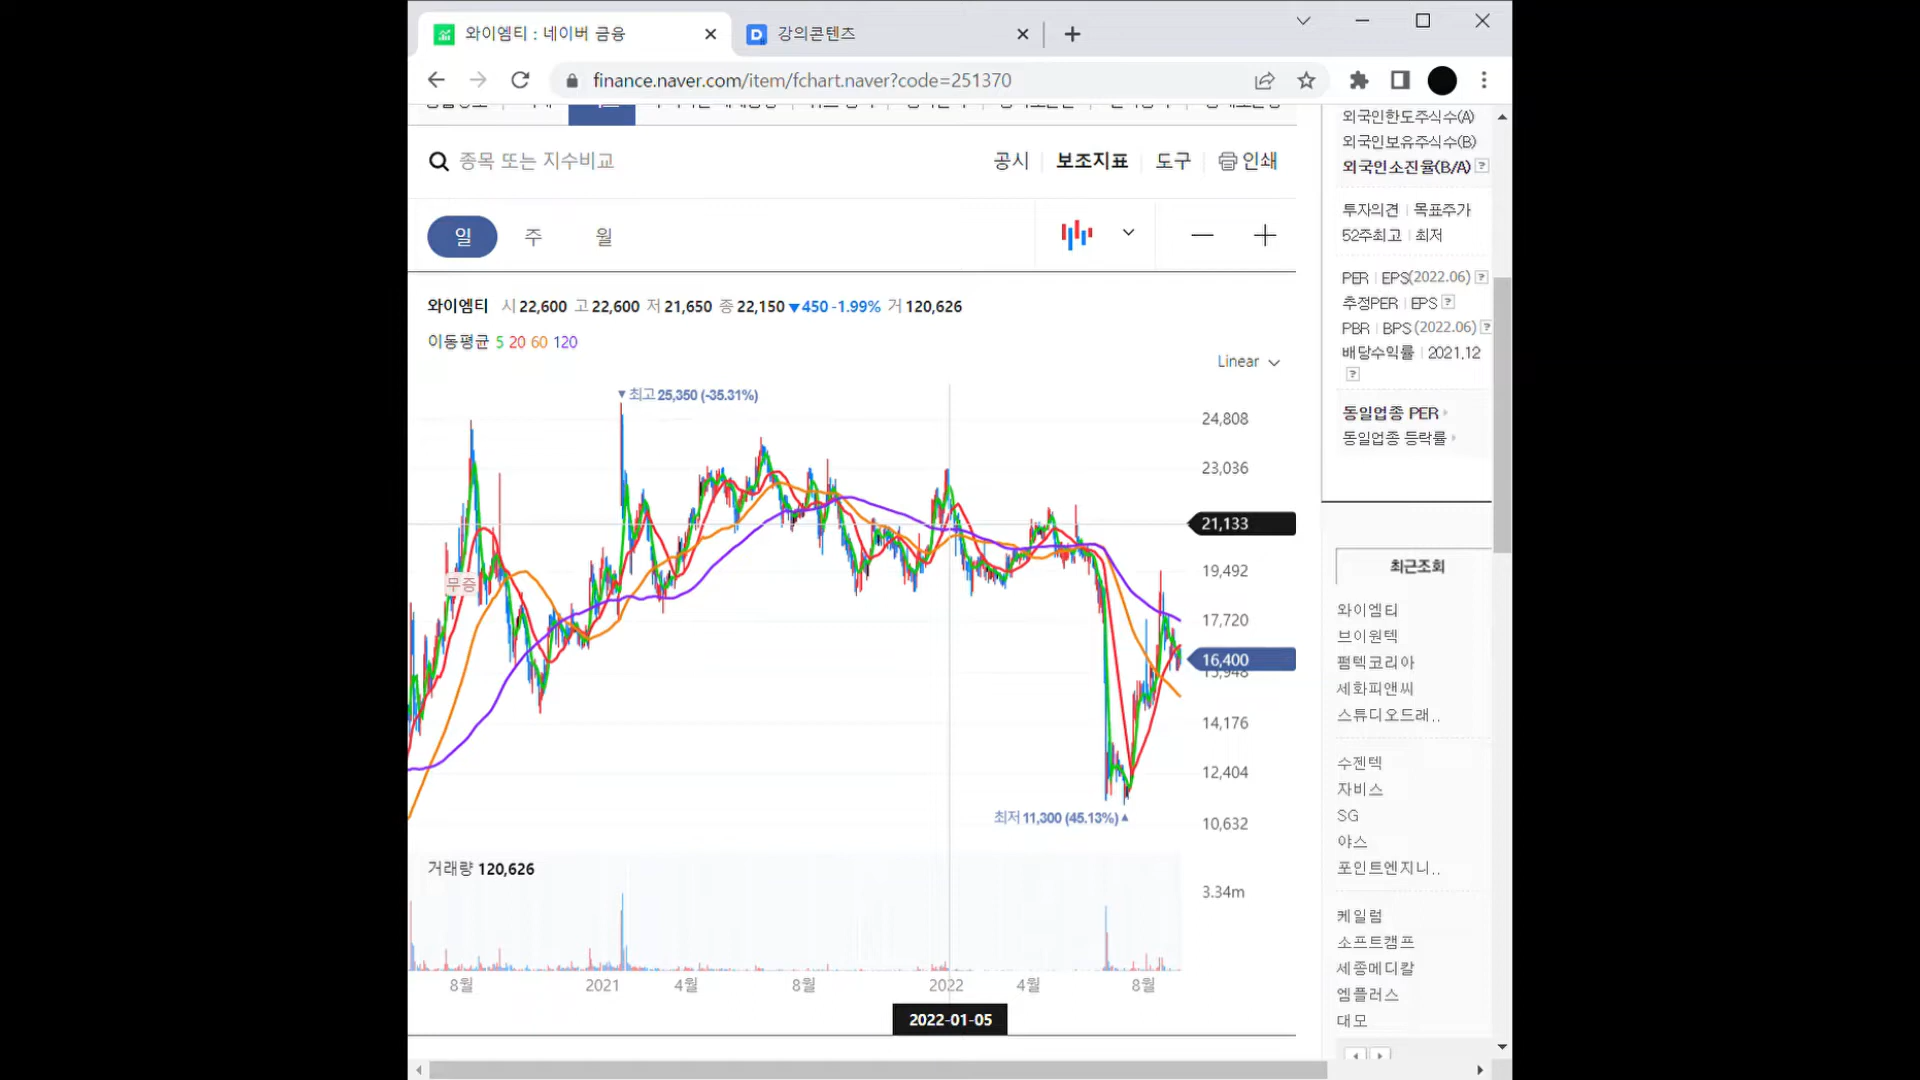 와이엠티 : 네이버 금융
강의콘텐츠
finance.naver.com/item/fchart.naver?code=251370
종목 또는 지수비교
공시 보조지표 도구 인쇄
일 주 월
와이엠티 시 22,600 고 22,600 저 21,650 종 22,150 ▼450 -1.99% 거 120,626
이동평균 5 20 60 120
Linear
▼최고 25,350 (-35.31%)
24,808
23,036
21,133
19,492
17,720
16,400
15,948
14,176
12,404
10,632
무증
최저 11,300 (45.13%)▲
거래량 120,626
3.34m
8월 2021 4월 8월 2022 4월 8월
2022-01-05
외국인한도주식수(A)
외국인보유주식수(B)
외국인소진율(B/A) ?
투자의견 | 목표주가
52주최고 | 최저
PER | EPS(2022.06) ?
추정PER | EPS ?
PBR | BPS (2022.06) ?
배당수익률 | 2021.12
?
동일업종 PER
동일업종 등락률
최근조회
와이엠티
브이원텍
펨텍코리아
세화피앤씨
스튜디오드래..
수젠텍
자비스
SG
야스
포인트엔지니..
케일럼
소프트캠프
세종메디칼
엠플러스
대모